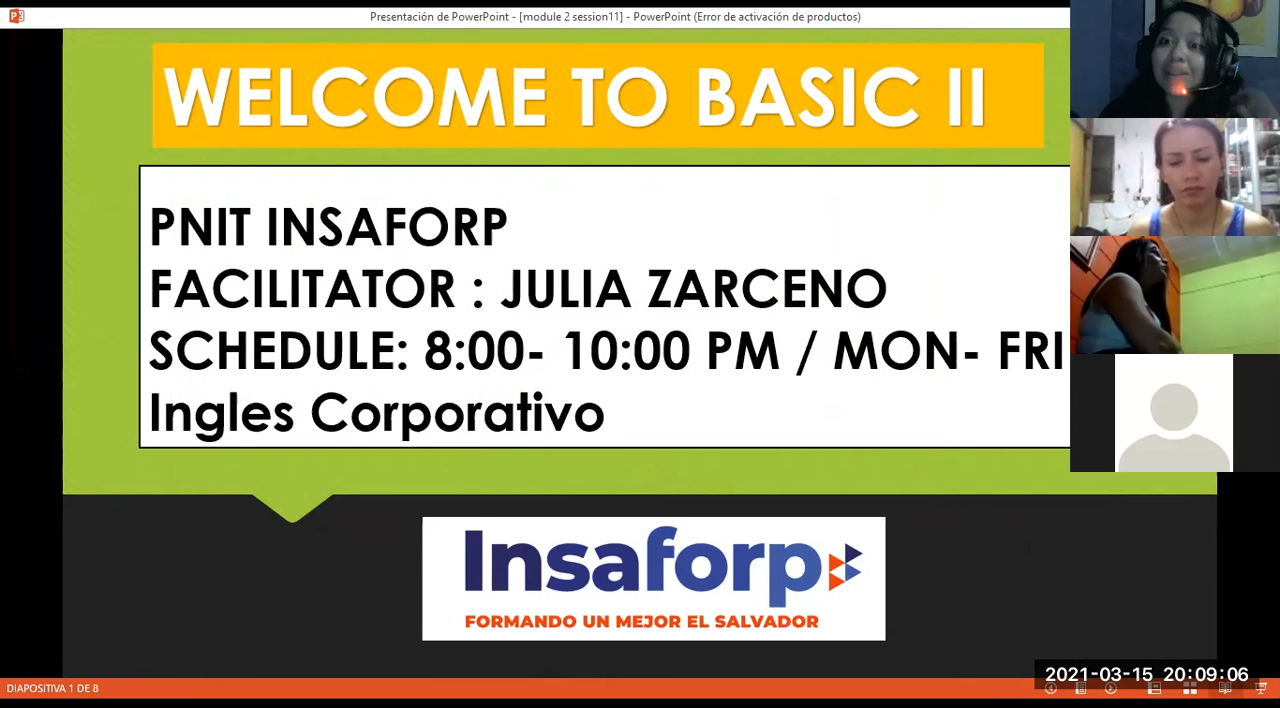 Presentación de PowerPoint - [module 2 session11] - PowerPoint (Error de activación de productos)
WELCOME TO BASIC II
PNIT INSAFORP
FACILITATOR : JULIA ZARCENO
SCHEDULE: 8:00- 10:00 PM / MON- FRI
Ingles Corporativo
Insaforp
FORMANDO UN MEJOR EL SALVADOR
2021-03-15 20:09:06
DIAPOSITIVA 1 DE 8